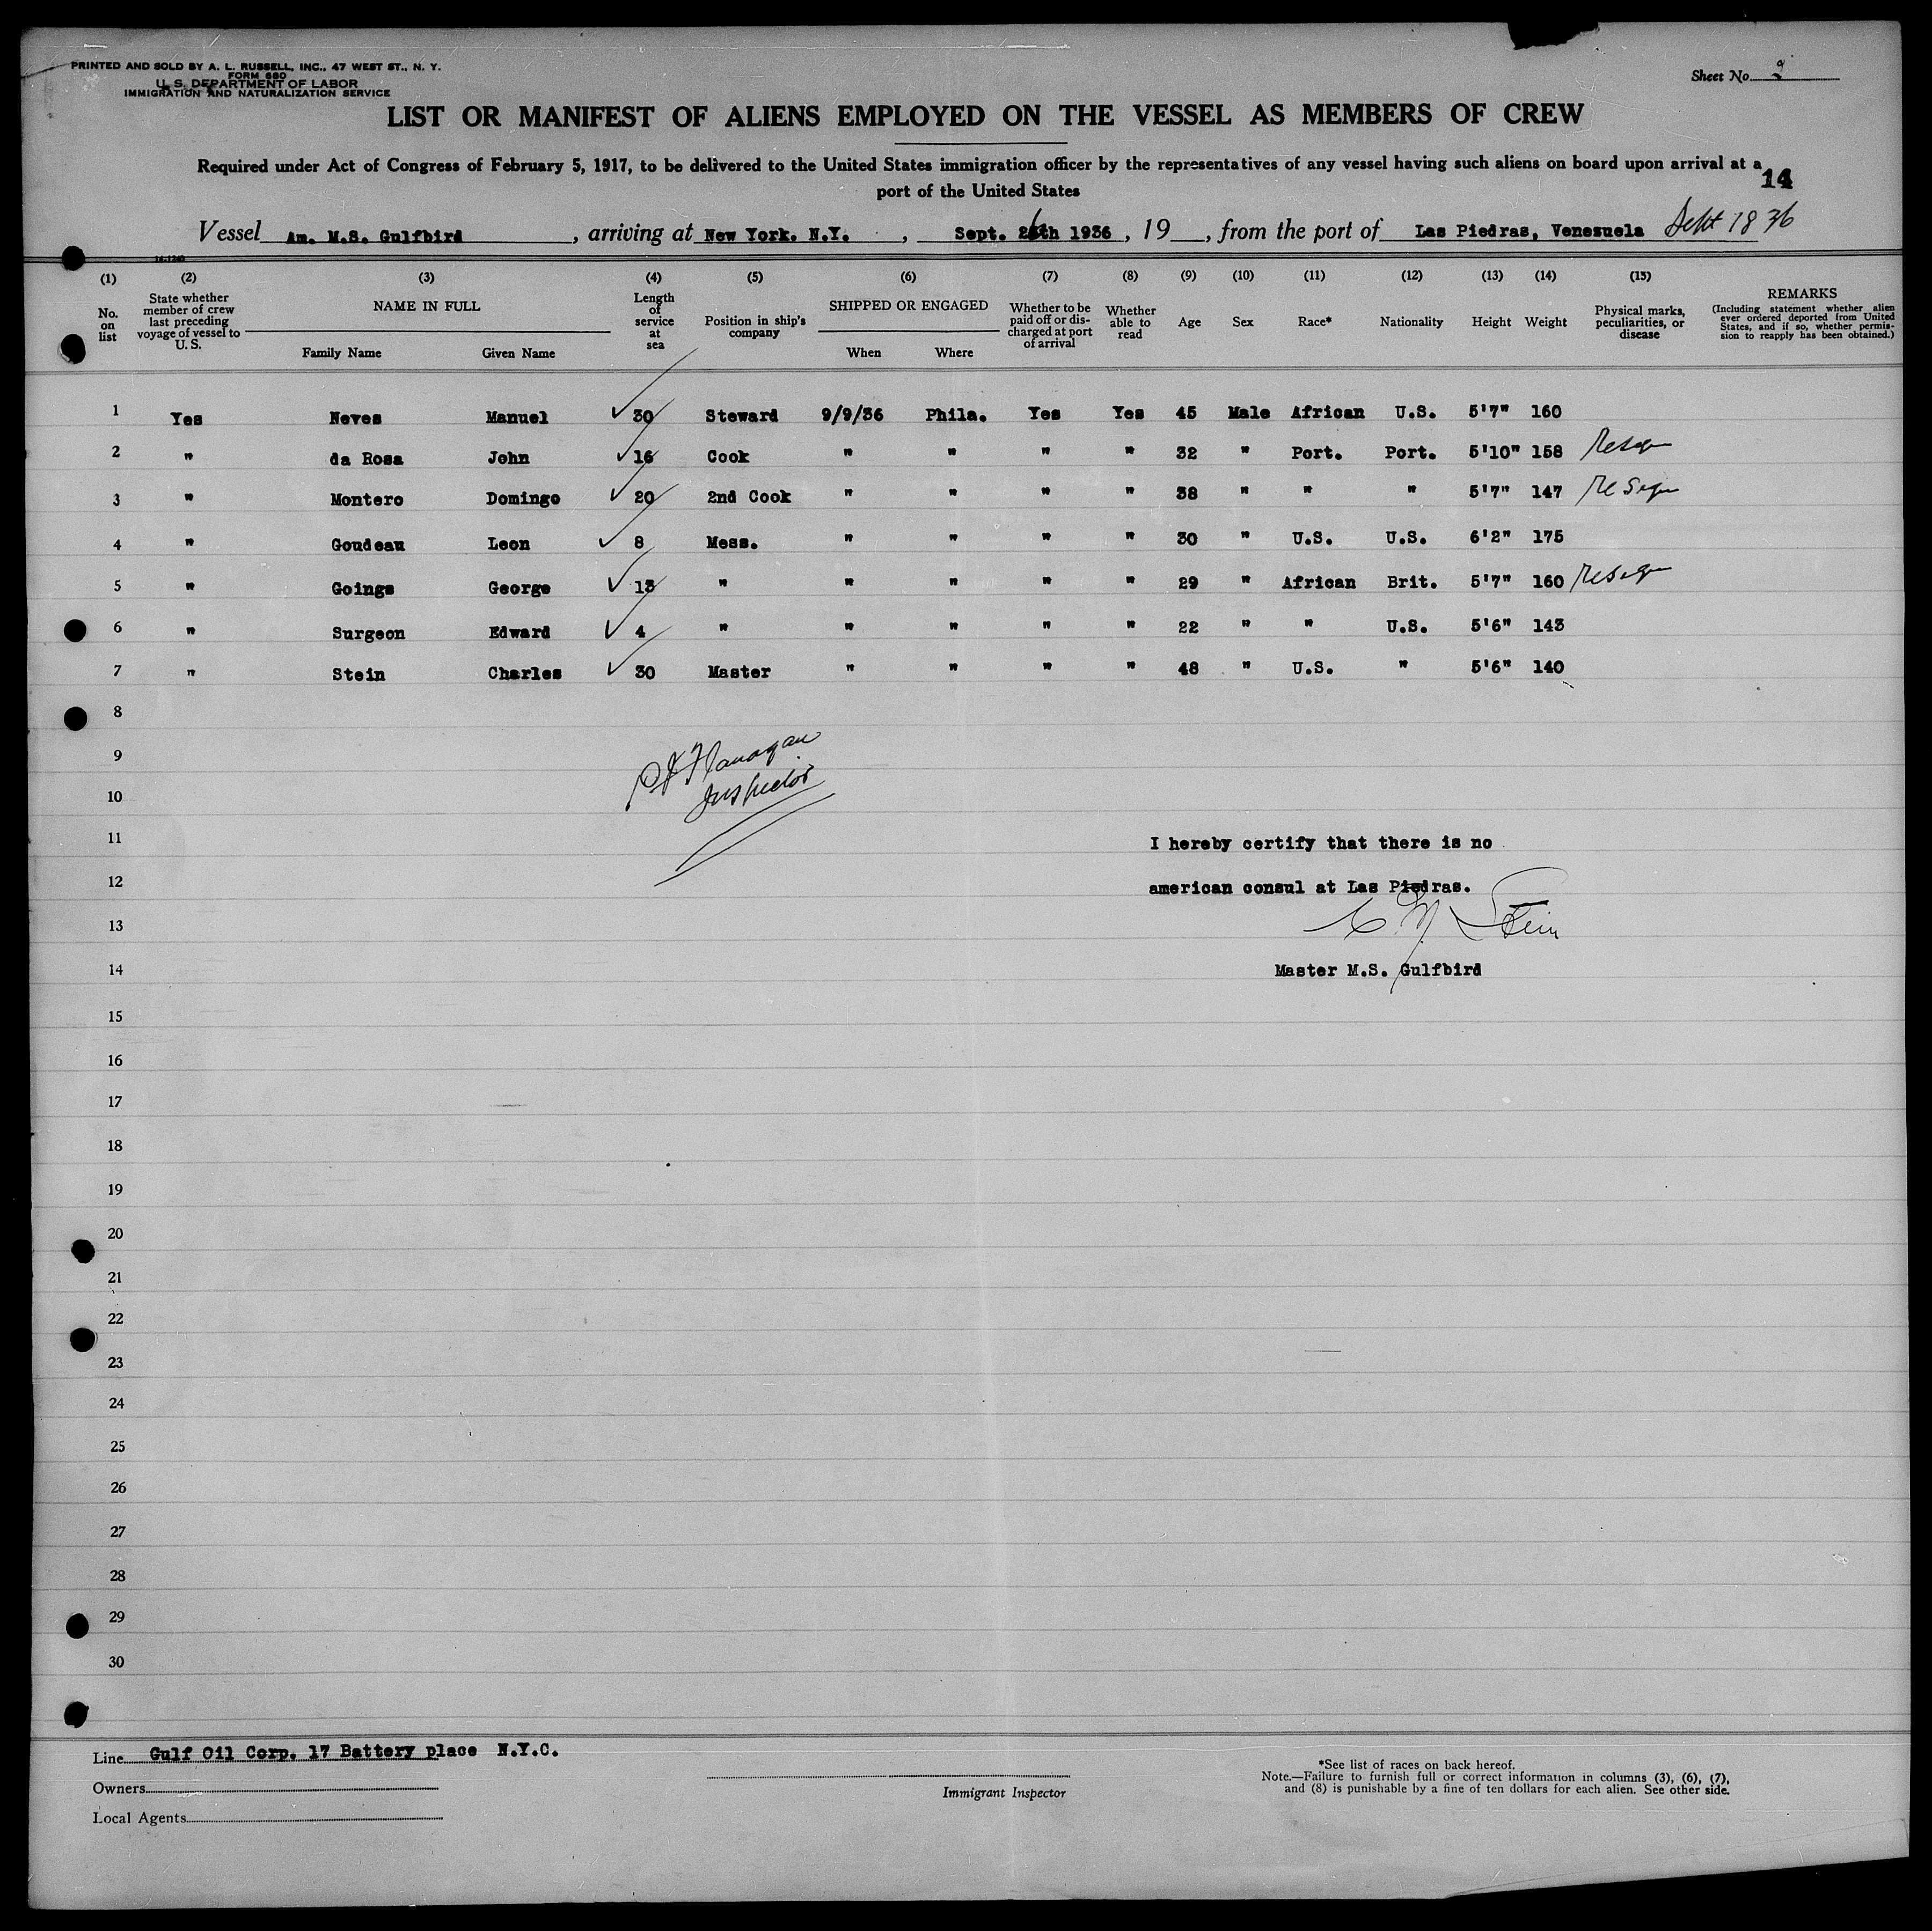 PRINTED AND SOLD BY A. L. RUSSELL, INC., 47 WEST ST., N. Y.
FORM 680
U. S. DEPARTMENT OF LABOR
IMMIGRATION AND NATURALIZATION SERVICE
Sheet No. 2
LIST OR MANIFEST OF ALIENS EMPLOYED ON THE VESSEL AS MEMBERS OF CREW
Required under Act of Congress of February 5, 1917, to be delivered to the United States immigration officer by the representatives of any vessel having such aliens on board upon arrival at a
port of the United States
14
Vessel Am. M.S. Gulfbird, arriving at New York. N.Y., Sept. 26th 1936, 19 , from the port of Las Piedras, Venezuela Sept 18 36
(1) (2) (3) (4) (5) (6) (7) (8) (9) (10) (11) (12) (13) (14) (15)
No. on list State whether member of crew last preceding voyage of vessel to U. S. NAME IN FULL Family Name Given Name Length of service at sea Position in ship's company SHIPPED OR ENGAGED When Where Whether to be paid off or discharged at port of arrival Whether able to read Age Sex Race* Nationality Height Weight Physical marks, peculiarities, or disease REMARKS (Including statement whether alien ever ordered deported from United States, and if so, whether permission to reapply has been obtained.)
1 Yes Neves Manuel 30 Steward 9/9/36 Phila. Yes Yes 45 Male African U.S. 5'7" 160
2 " da Rosa John 16 Cook " " " " 32 " Port. Port. 5'10" 158
3 " Montero Domingo 20 2nd Cook " " " " 38 " " " 5'7" 147 Resign
4 " Goudeau Leon 8 Mess. " " " " 30 " U.S. U.S. 6'2" 175
5 " Goings George 13 " " " " " 29 " African Brit. 5'7" 160
6 " Surgeon Edward 4 " " " " " 22 " " U.S. 5'6" 143
7 " Stein Charles 30 Master " " " " 48 " U.S. " 5'6" 140
8
9
Flanagan
10
Inspector
11
I hereby certify that there is no
12
american consul at Las Piedras.
13
C M Stein
14
Master M.S. Gulfbird
15
16
17
18
19
20
21
22
23
24
25
26
27
28
29
30
Line Gulf Oil Corp. 17 Battery place N.Y.C.
Owners
Local Agents
Immigrant Inspector
*See list of races on back hereof.
Note.—Failure to furnish full or correct information in columns (3), (6), (7),
and (8) is punishable by a fine of ten dollars for each alien. See other side.